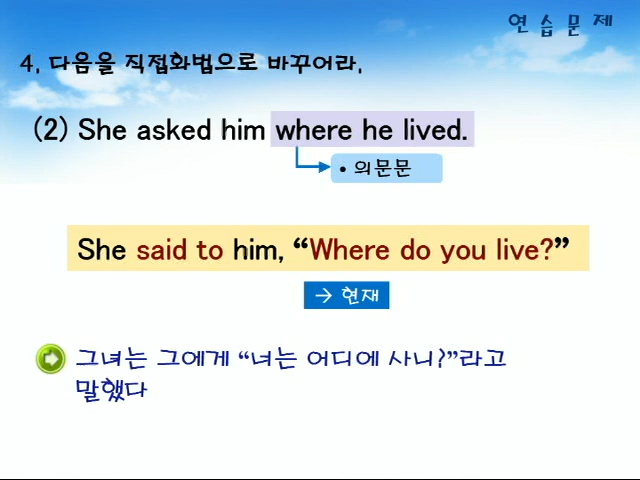 연 습 문 제
4. 다음을 직접화법으로 바꾸어라.
(2) She asked him where he lived.
• 의문문
She said to him, “Where do you live?”
→ 현재
그녀는 그에게 “너는 어디에 사니?”라고
말했다